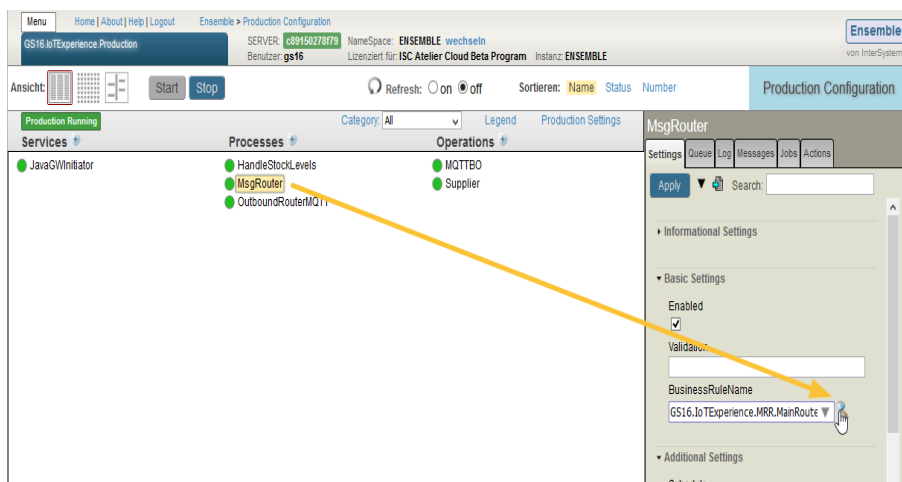 Menu Home | About | Help | Logout Ensemble > Production Configuration
GS16.IoTExperience.Production
SERVER: c89150278f79 NameSpace: ENSEMBLE wechseln
Benutzer: gs16 Lizenziert für: ISC Atelier Cloud Beta Program Instanz: ENSEMBLE
Ensemble
von InterSystem
Ansicht: Start Stop Refresh: on off Sortieren: Name Status Number Production Configuration
Production Running Category: All Legend Production Settings
Services Processes Operations
JavaGWInitiator HandleStockLevels MQTTBO
MsgRouter Supplier
OutboundRouterMQTT
MsgRouter
Settings Queue Log Messages Jobs Actions
Apply Search:
Informational Settings
Basic Settings
Enabled
Validation
BusinessRuleName
GS16.IoTExperience.MRR.MainRoute
Additional Settings